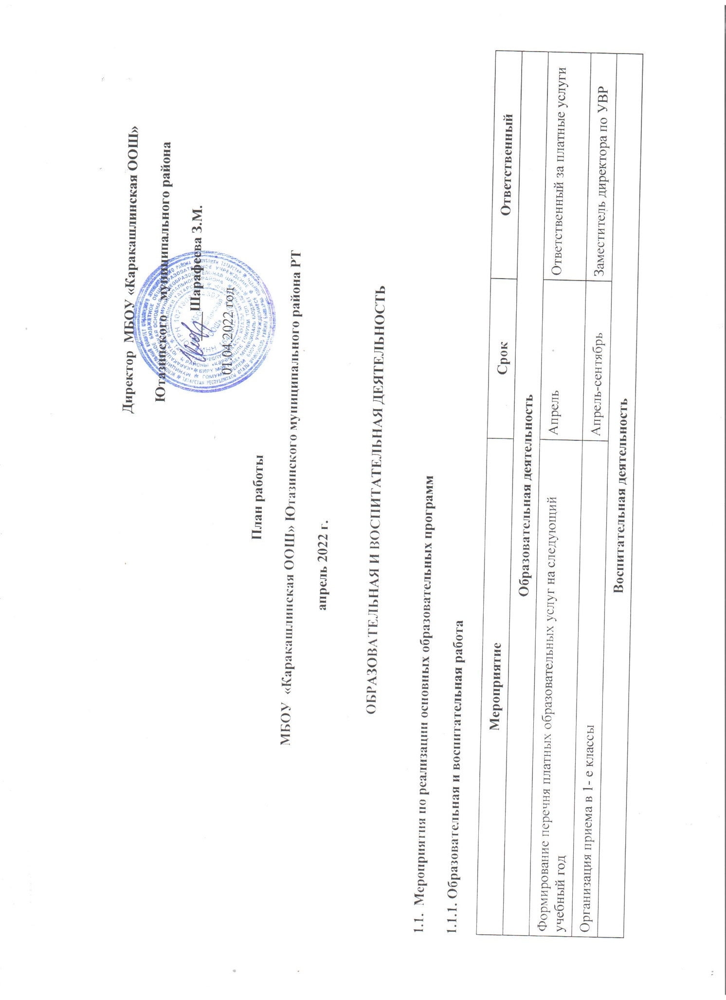 Директор МБОУ «Каракашлинская ООШ»
Ютазинского муниципального района
Шарафеева З.М.
01.04.2022 год
План работы
МБОУ «Каракашлинская ООШ» Ютазинского муниципального района РТ
апрель 2022 г.
ОБРАЗОВАТЕЛЬНАЯ И ВОСПИТАТЕЛЬНАЯ ДЕЯТЕЛЬНОСТЬ
1.1. Мероприятия по реализации основных образовательных программ
1.1.1. Образовательная и воспитательная работа
Мероприятие Срок Ответственный
Образовательная деятельность
Формирование перечня платных образовательных услуг на следующий
учебный год
Апрель
Ответственный за платные услуги
Организация приема в 1- е классы Апрель-сентябрь Заместитель директора по УВР
Воспитательная деятельность